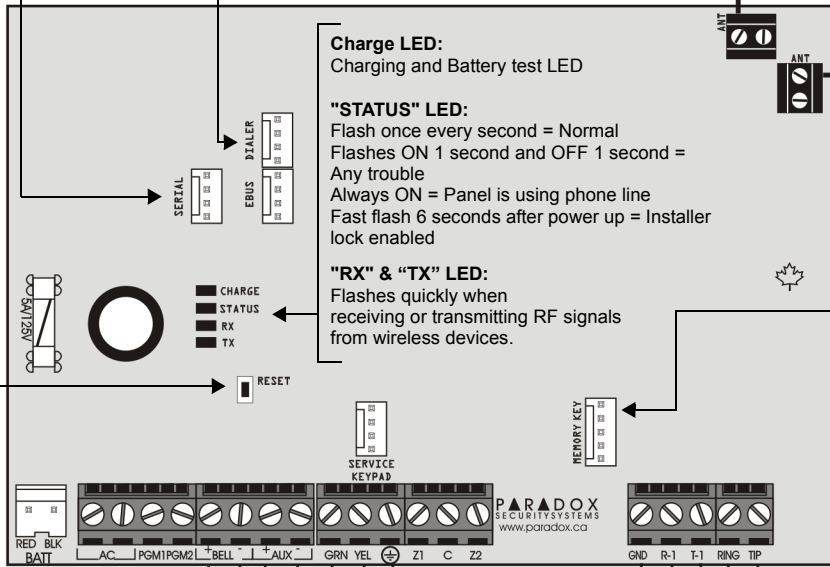 ANT
ANT
Charge LED:
Charging and Battery test LED
"STATUS" LED:
Flash once every second = Normal
Flashes ON 1 second and OFF 1 second =
Any trouble
Always ON = Panel is using phone line
Fast flash 6 seconds after power up = Installer
lock enabled
"RX" & “TX” LED:
Flashes quickly when
receiving or transmitting RF signals
from wireless devices.
DIALER
SERIAL
EBUS
5A/125V
CHARGE
STATUS
RX
TX
RESET
MEMORY KEY
SERVICE
KEYPAD
PARADOX
SECURITYSYSTEMS
www.paradox.ca
RED BLK
BATT
AC PGM1 PGM2 + BELL - + AUX - GRN YEL Z1 C Z2
GND R-1 T-1 RING TIP